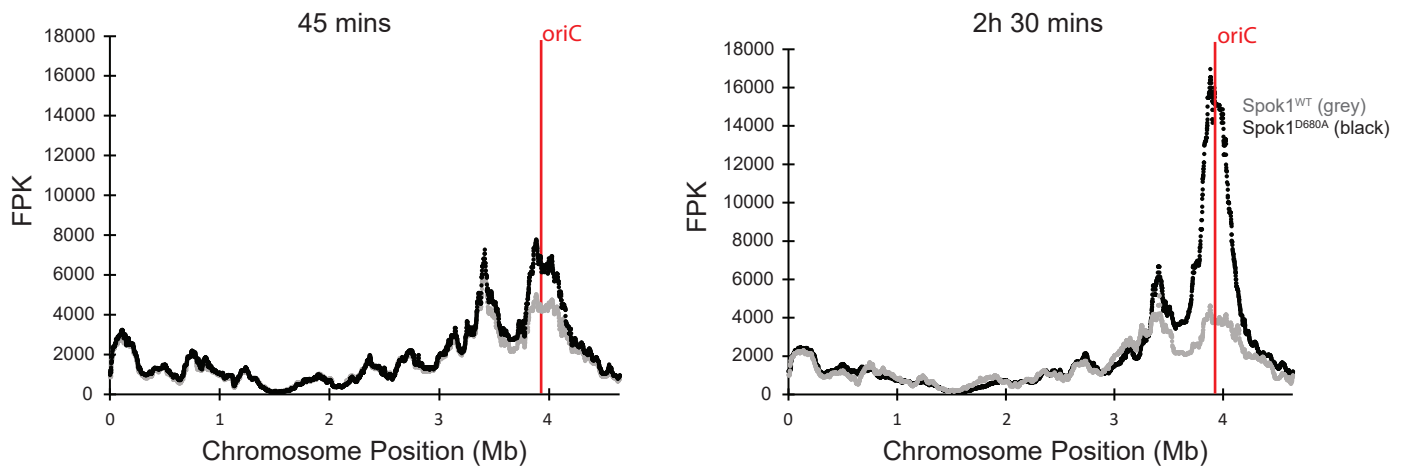 45 mins
oriC
FPK
18000
16000
14000
12000
10000
8000
6000
4000
2000
0
0 1 2 3 4
Chromosome Position (Mb)
2h 30 mins
oriC
Spok1ᵂᵀ (grey)
Spok1ᴰ⁶⁸⁰ᴬ (black)
FPK
18000
16000
14000
12000
10000
8000
6000
4000
2000
0
0 1 2 3 4
Chromosome Position (Mb)